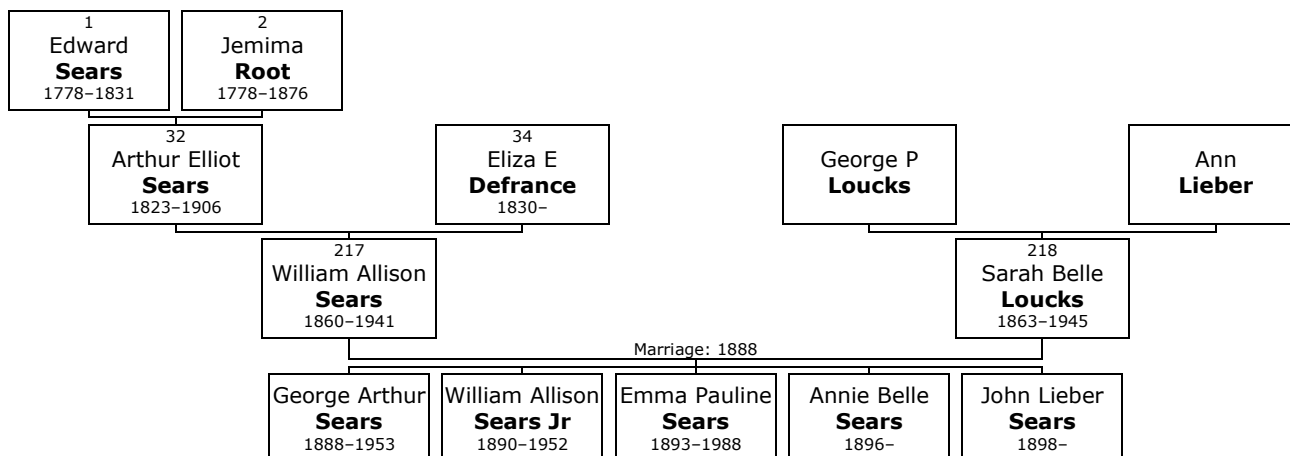 1
Edward
Sears
1778–1831
2
Jemima
Root
1778–1876
32
Arthur Elliot
Sears
1823–1906
34
Eliza E
Defrance
1830–
George P
Loucks
Ann
Lieber
217
William Allison
Sears
1860–1941
218
Sarah Belle
Loucks
1863–1945
Marriage: 1888
George Arthur
Sears
1888–1953
William Allison
Sears Jr
1890–1952
Emma Pauline
Sears
1893–1988
Annie Belle
Sears
1896–
John Lieber
Sears
1898–